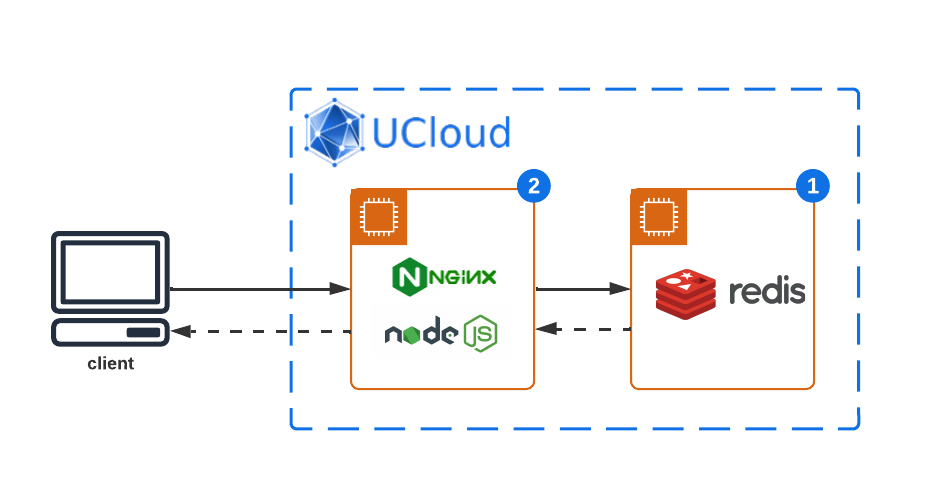 UCloud
2
1
NGINX
redis
node
JS
client